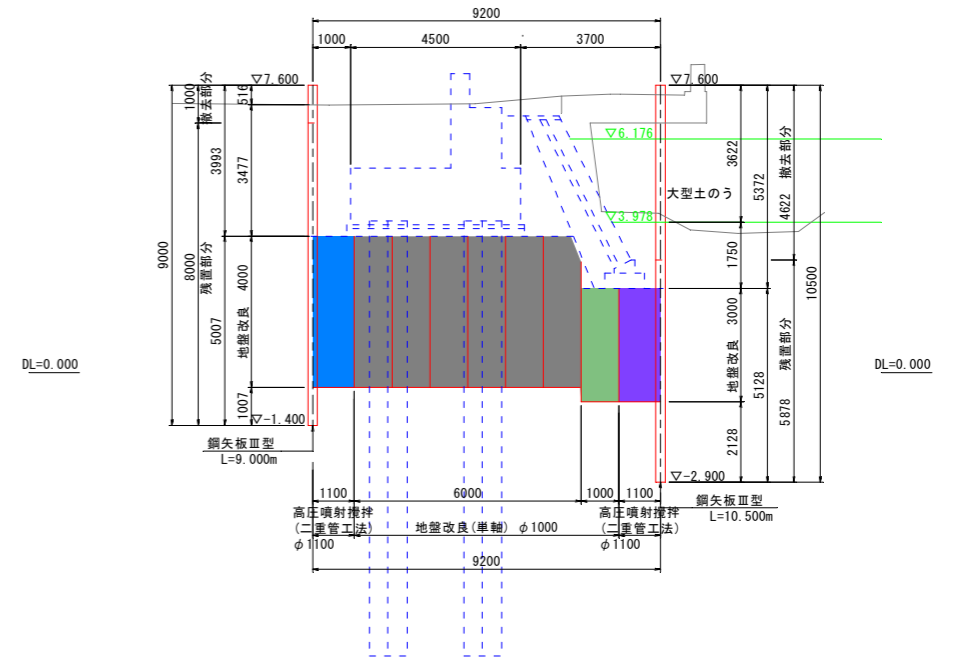 9200
1000
4500
3700
▽7.600
▽7.600
1000
撤去部分
516
3993
3477
9000
8000
残置部分
5007
地盤改良 4000
1007
▽-1.400
鋼矢板Ⅲ型
L=9.000m
DL=0.000
▽6.176
▽3.978
大型土のう
3622
5372
4622 撤去部分
1750
10500
地盤改良 3000
5128
5878 残置部分
2128
▽-2.900
鋼矢板Ⅲ型
L=10.500m
DL=0.000
1100
6000
1000
1100
高圧噴射攪拌
(二重管工法)
φ1100
地盤改良(単軸) φ1000
高圧噴射攪拌
(二重管工法)
φ1100
9200